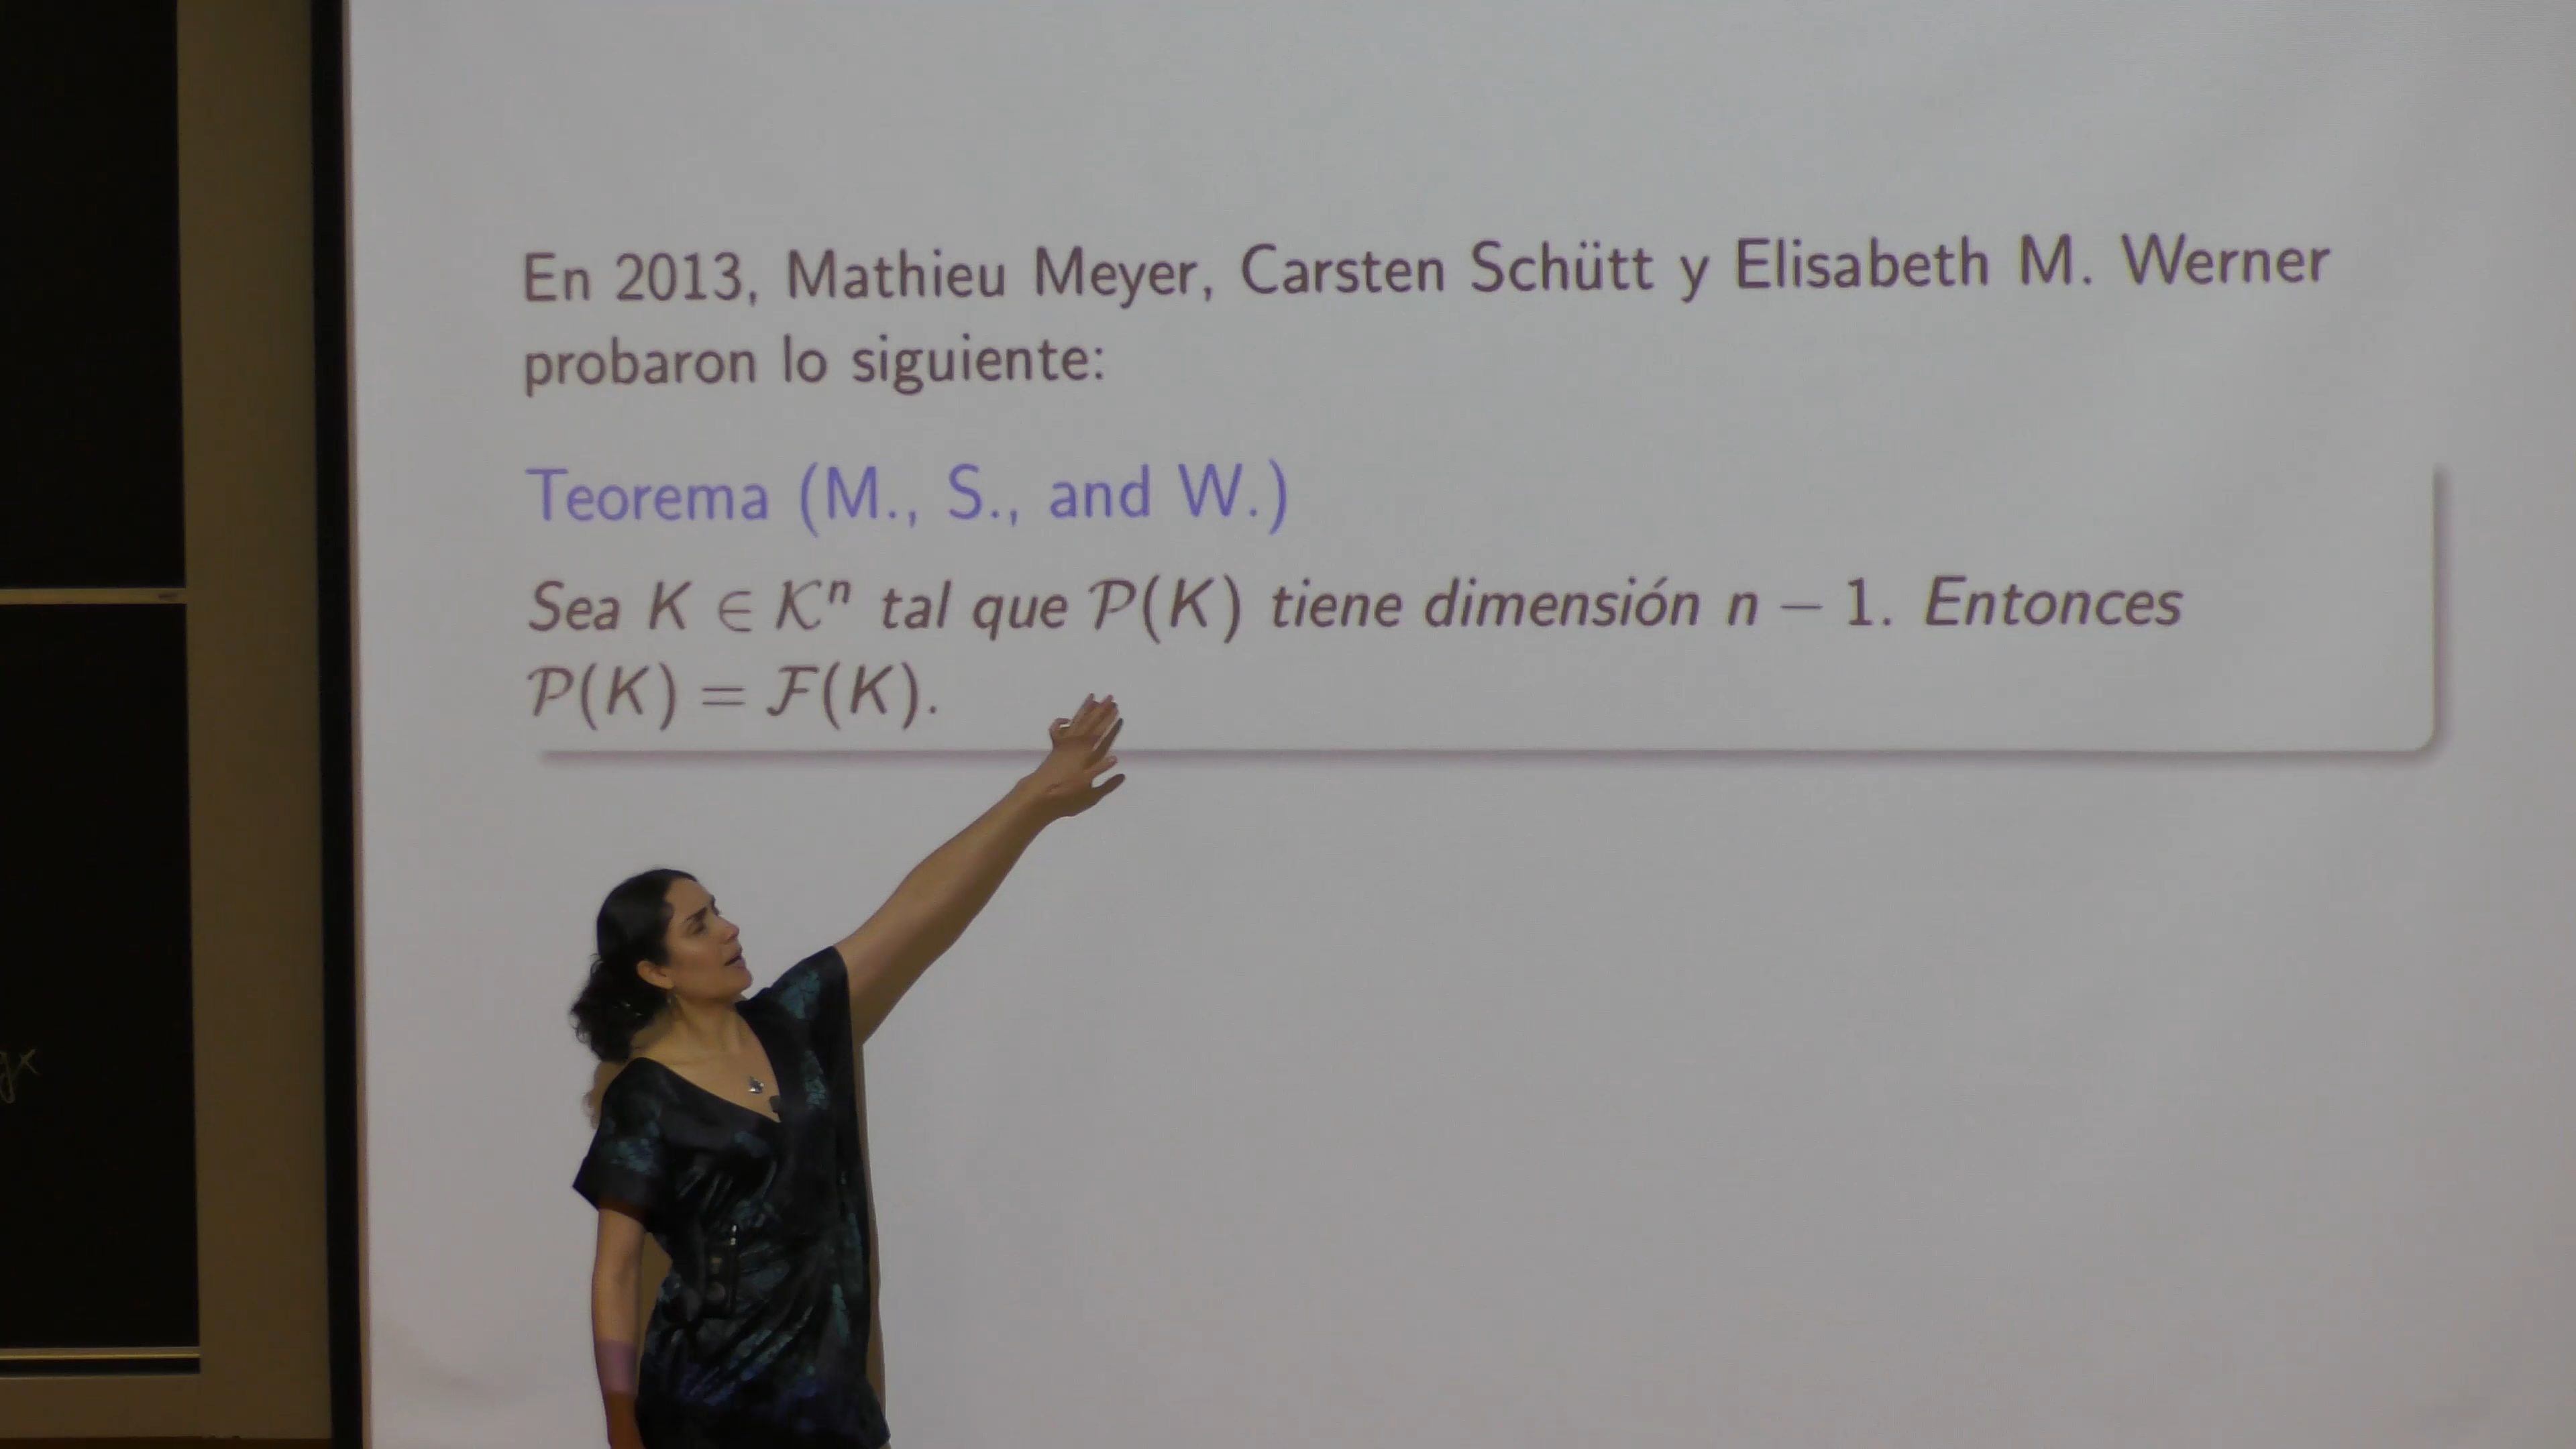 En 2013, Mathieu Meyer, Carsten Schütt y Elisabeth M. Werner
probaron lo siguiente:
Teorema (M., S., and W.)
Sea K ∈ 𝒦ⁿ tal que 𝒫(K) tiene dimensión n − 1. Entonces
𝒫(K) = ℱ(K).